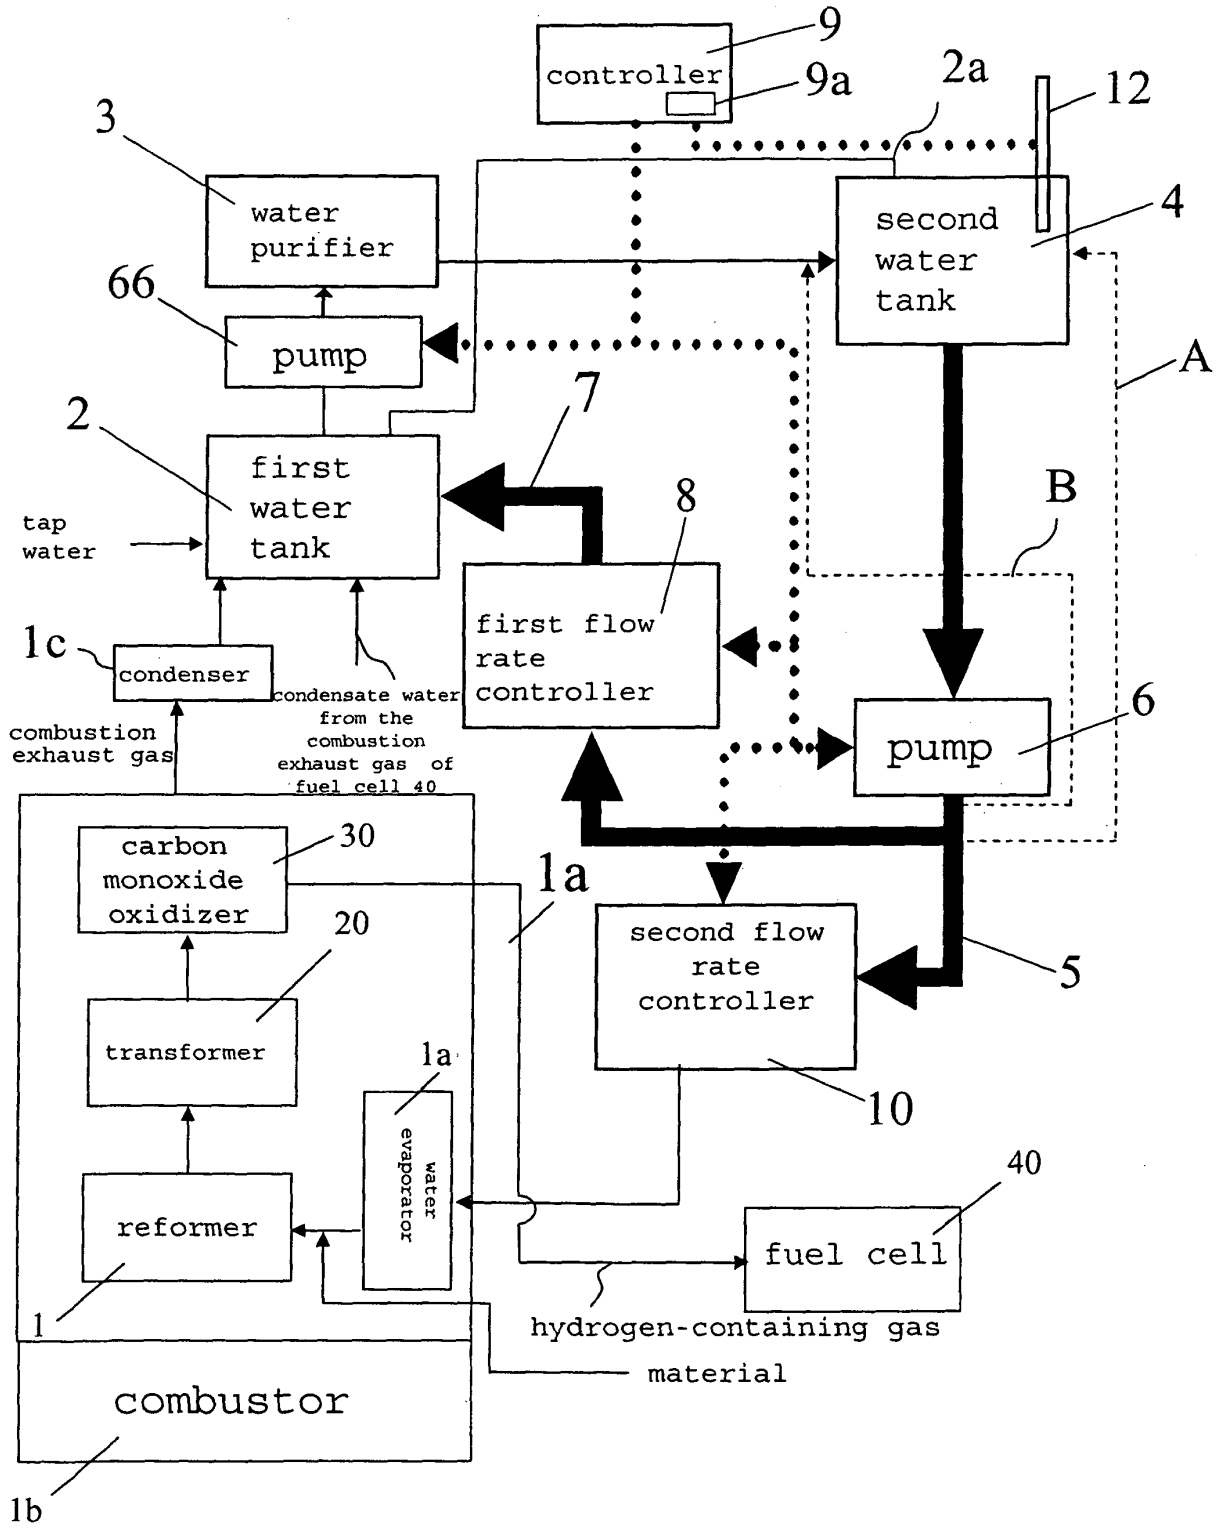 9
controller
9a
2a
12
3
water
purifier
second
water
tank
4
66
pump
A
7
2
first
water
tank
8
B
tap
water
first flow
rate
controller
1c
condenser
condensate water
from the
combustion
exhaust gas of
fuel cell 40
combustion
exhaust gas
pump
6
carbon
monoxide
oxidizer
30
1a
20
second flow
rate
controller
5
transformer
1a
10
water
evaporator
40
reformer
fuel cell
1
hydrogen-containing gas
material
combustor
1b